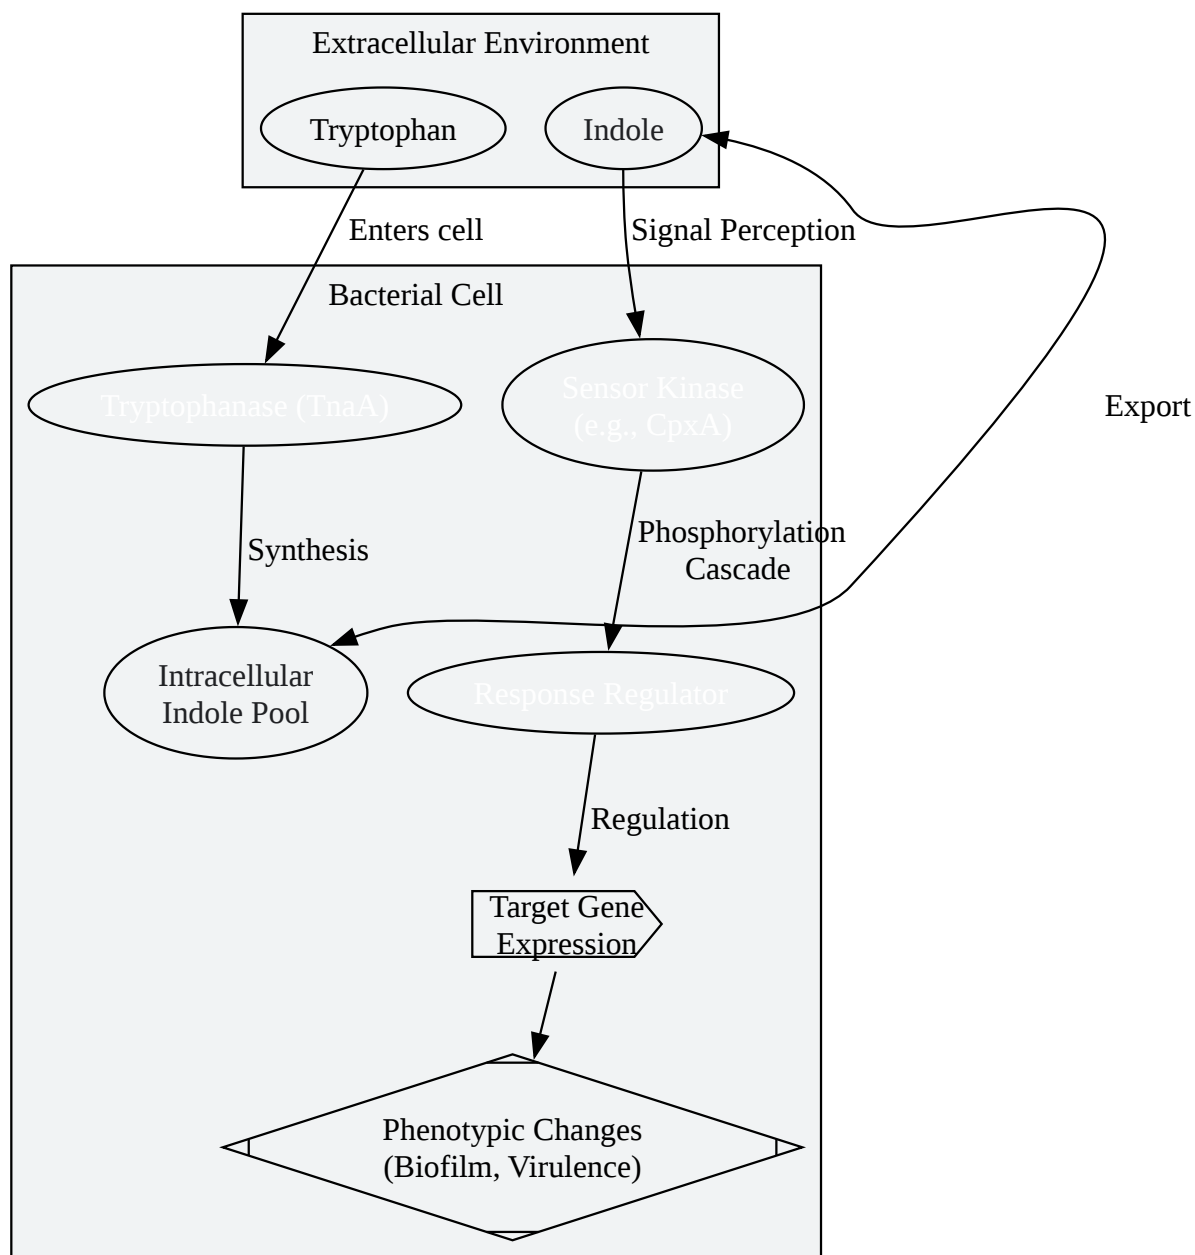 Extracellular Environment
Tryptophan
Indole
Enters cell
Signal Perception
Bacterial Cell
Tryptophanase (TnaA)
Sensor Kinase
(e.g., CpxA)
Export
Synthesis
Phosphorylation
Cascade
Intracellular
Indole Pool
Response Regulator
Regulation
Target Gene
Expression
Phenotypic Changes
(Biofilm, Virulence)